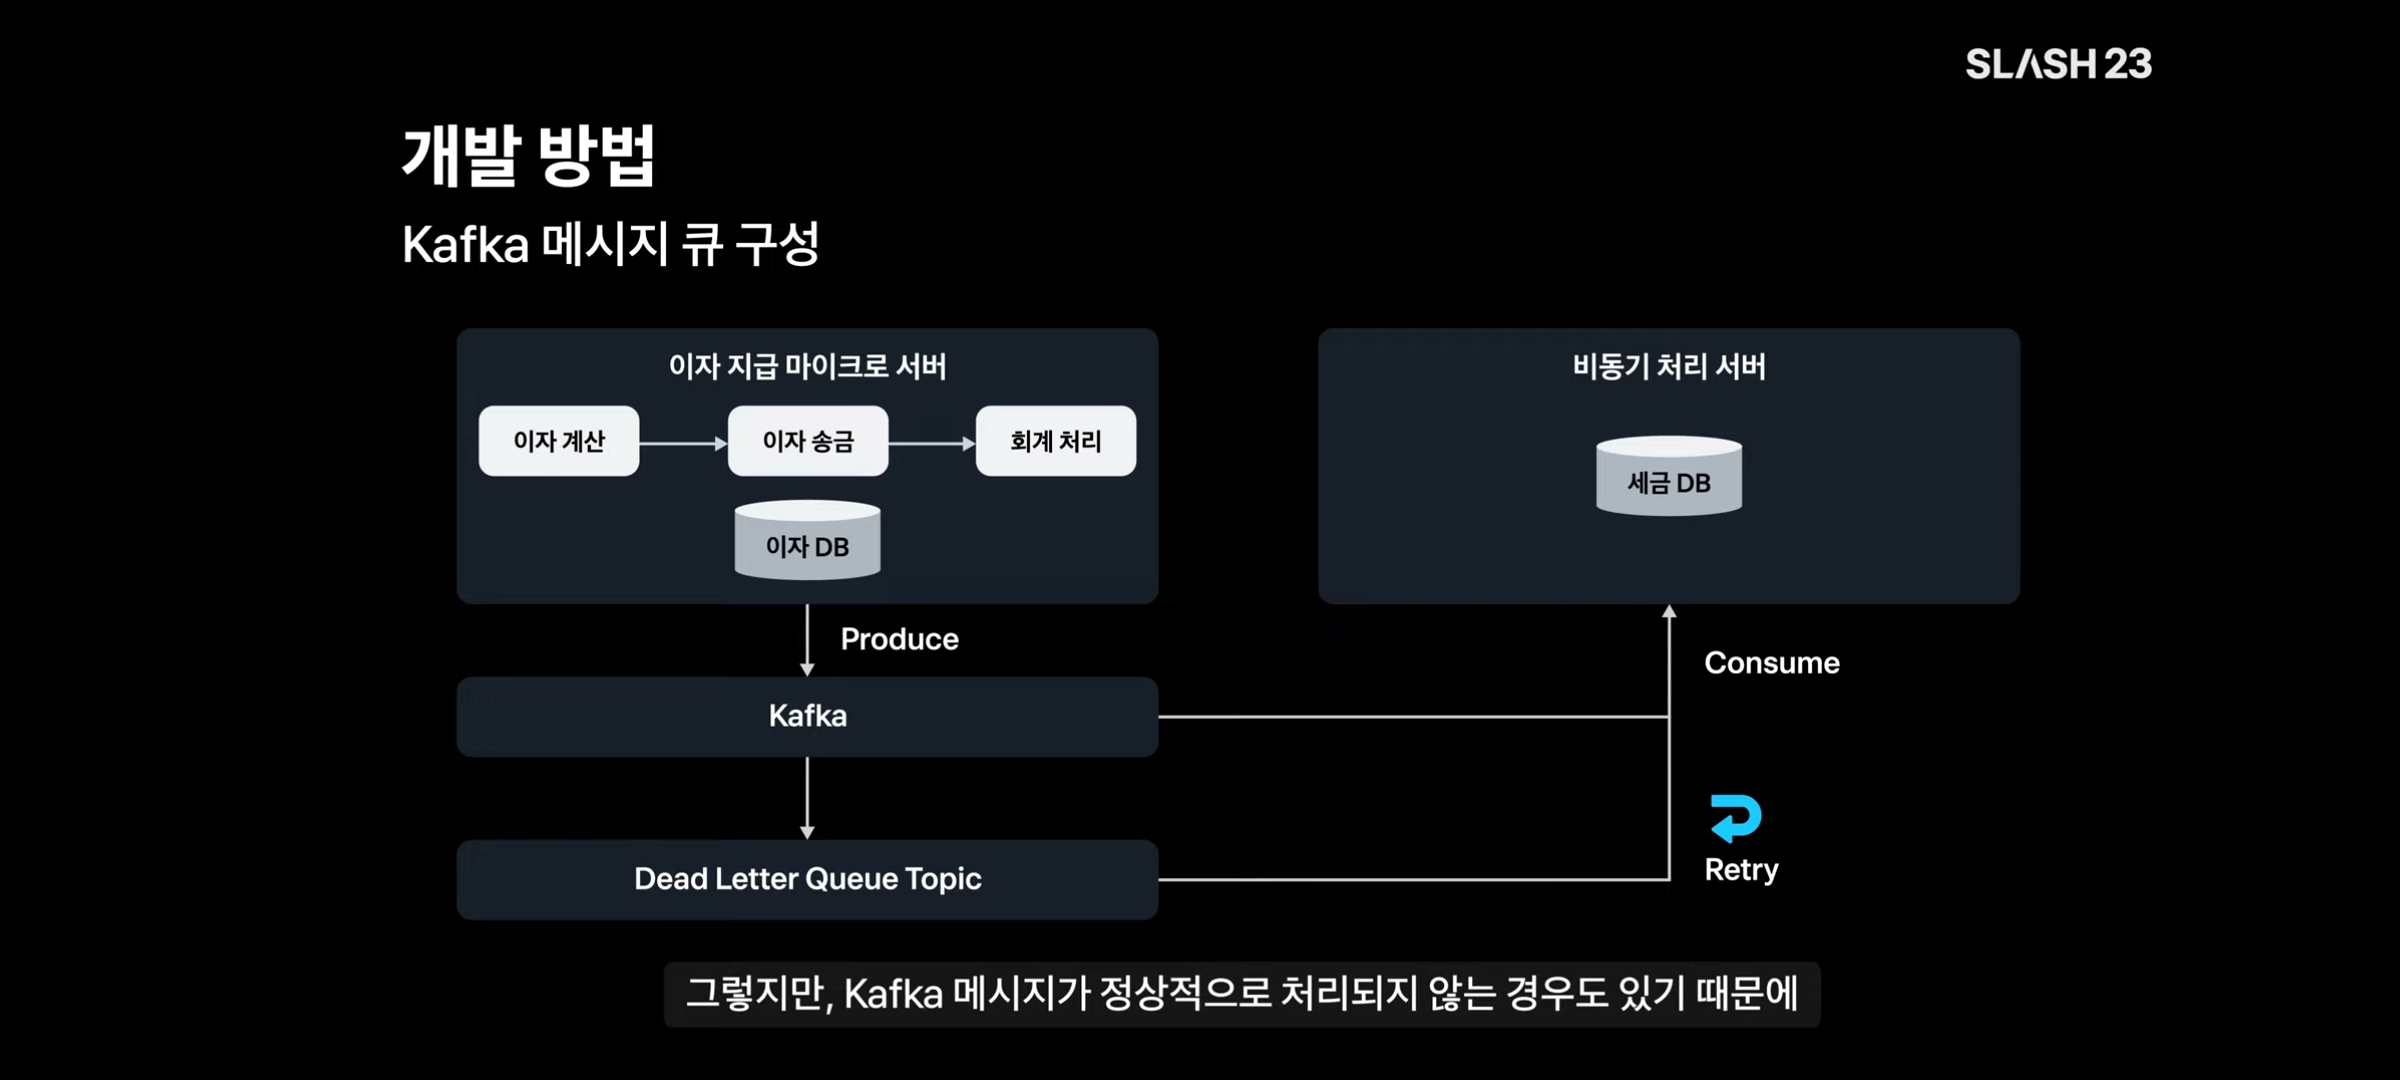 SLASH 23
개발 방법
Kafka 메시지 큐 구성
이자 지급 마이크로 서버
이자 계산
이자 송금
회계 처리
이자 DB
비동기 처리 서버
세금 DB
Produce
Consume
Kafka
Retry
Dead Letter Queue Topic
그렇지만, Kafka 메시지가 정상적으로 처리되지 않는 경우도 있기 때문에